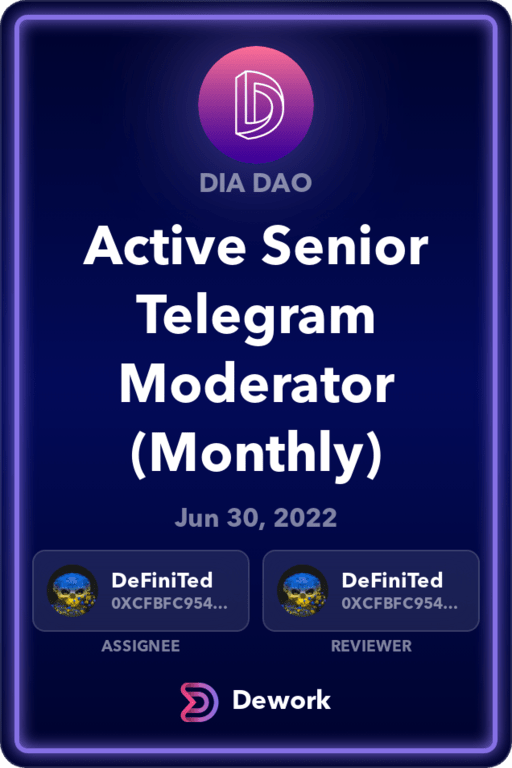 DIA DAO
Active Senior
Telegram
Moderator
(Monthly)
Jun 30, 2022
DeFiniTed
0XCFBFC954...
ASSIGNEE
DeFiniTed
0XCFBFC954...
REVIEWER
Dework